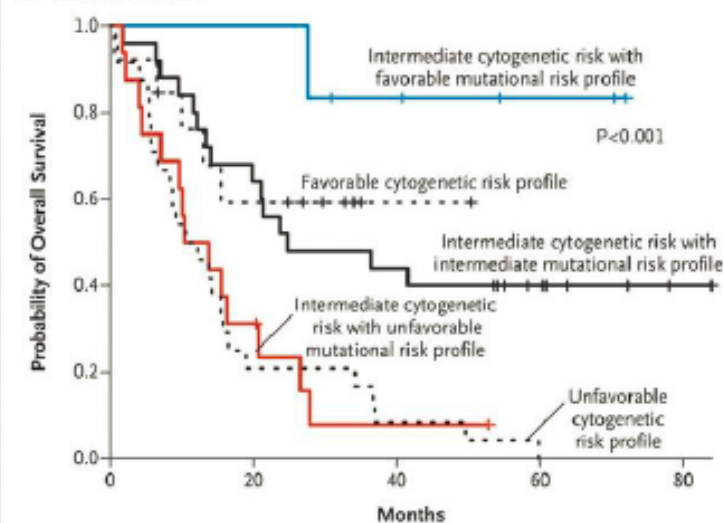 1.0
0.8
0.6
0.4
0.2
0.0
Probability of Overall Survival
Intermediate cytogenetic risk with
favorable mutational risk profile
P<0.001
Favorable cytogenetic risk profile
Intermediate cytogenetic risk with
intermediate mutational risk profile
Intermediate cytogenetic
risk with unfavorable
mutational risk profile
Unfavorable
cytogenetic
risk profile
0 20 40 60 80
Months